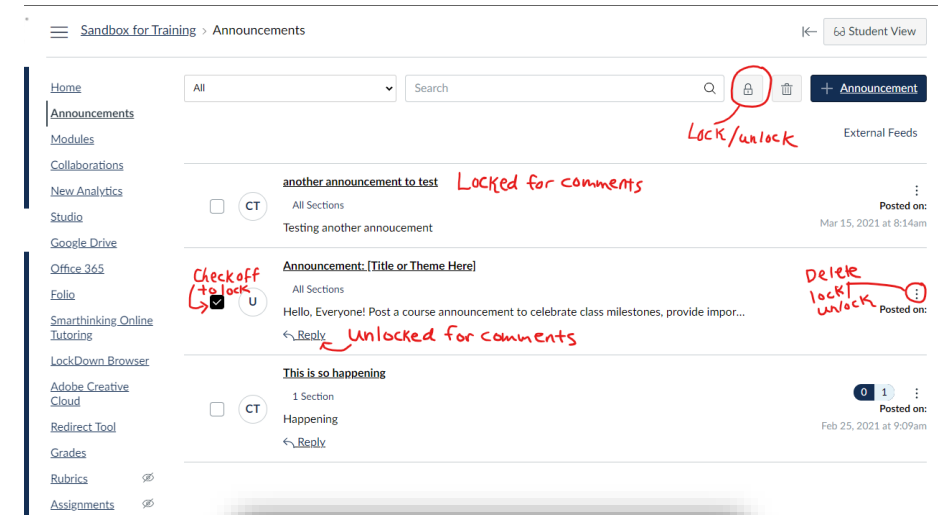 Sandbox for Training > Announcements
Student View
Home
Announcements
Modules
Collaborations
New Analytics
Studio
Google Drive
Office 365
Folio
Smarthinking Online
Tutoring
LockDown Browser
Adobe Creative
Cloud
Redirect Tool
Grades
Rubrics
Assignments
All
Search
+ Announcement
Lock/unlock
External Feeds
another announcement to test
Locked for comments
CT
All Sections
Testing another annoucement
Posted on:
Mar 15, 2021 at 8:14am
Check off
to lock
U
Announcement: [Title or Theme Here]
All Sections
Hello, Everyone! Post a course announcement to celebrate class milestones, provide impor...
Reply
Unlocked for comments
Delete
lock/
unlock
Posted on:
This is so happening
CT
1 Section
Happening
Reply
0 1
Posted on:
Feb 25, 2021 at 9:09am